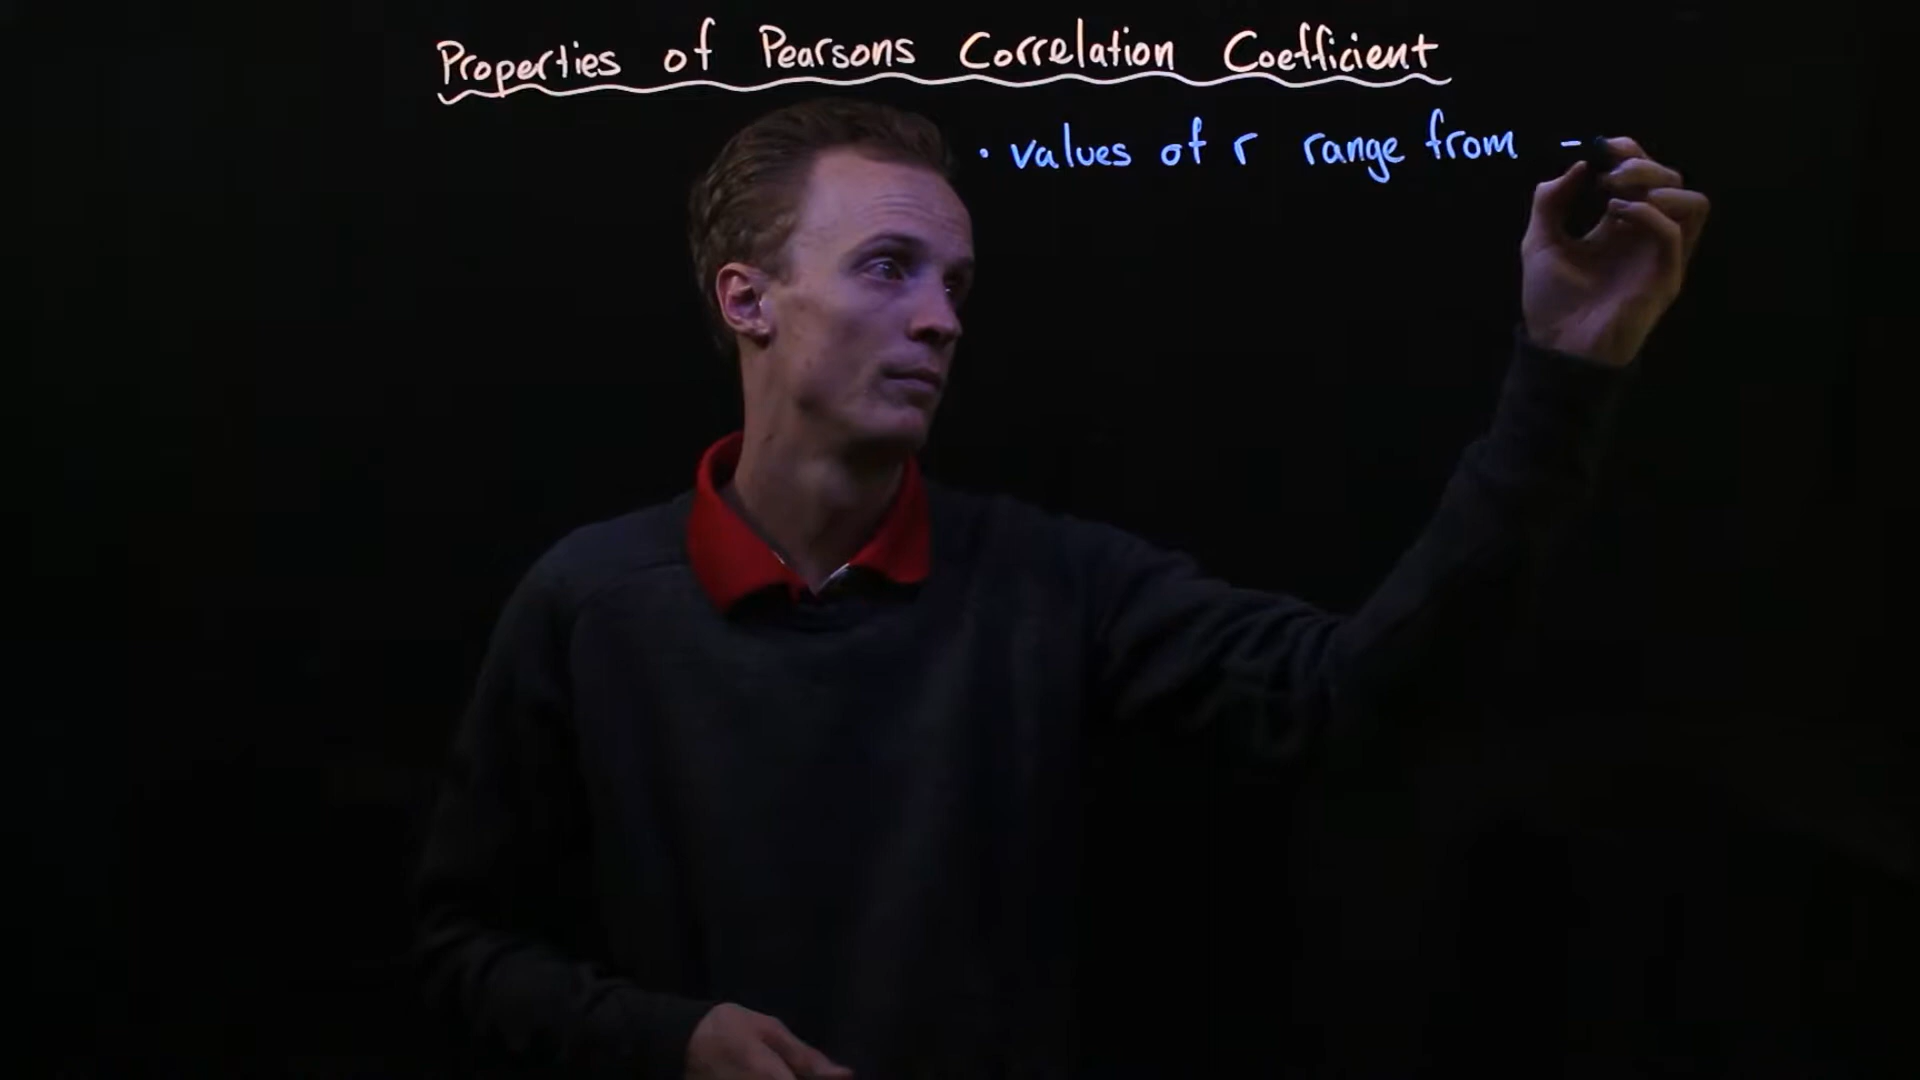 Properties of Pearsons Correlation Coefficient
• values of r range from -